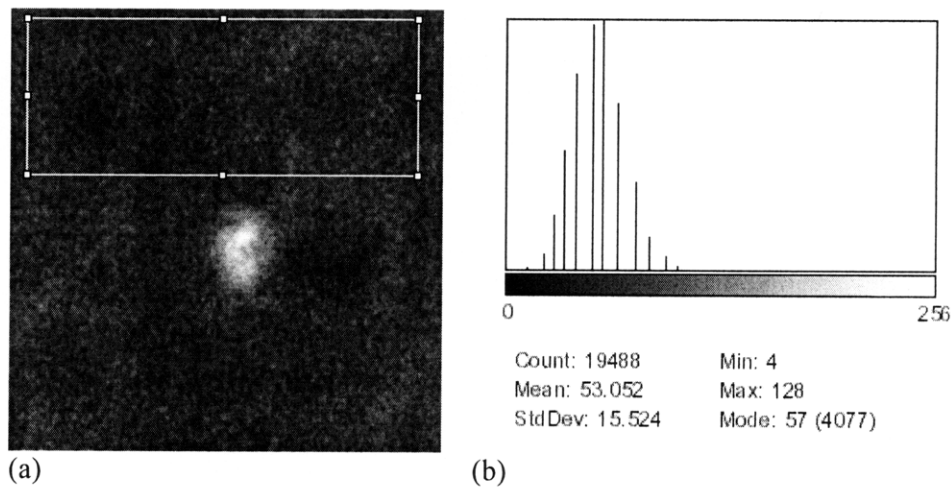 0
256
Count: 19488 Min: 4
Mean: 53.052 Max: 128
StdDev: 15.524 Mode: 57 (4077)
(a) (b)